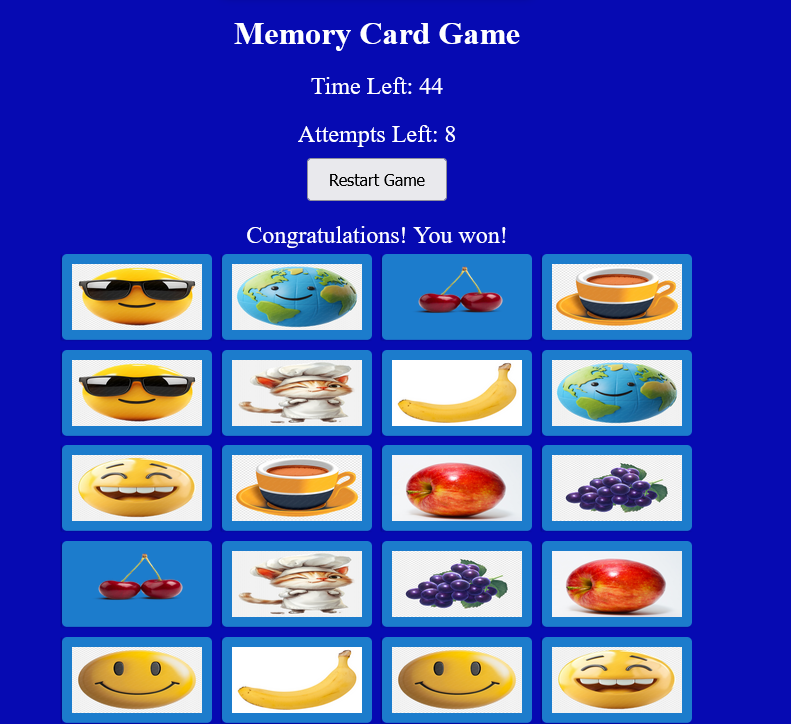 Memory Card Game
Time Left: 44
Attempts Left: 8
Restart Game
Congratulations! You won!